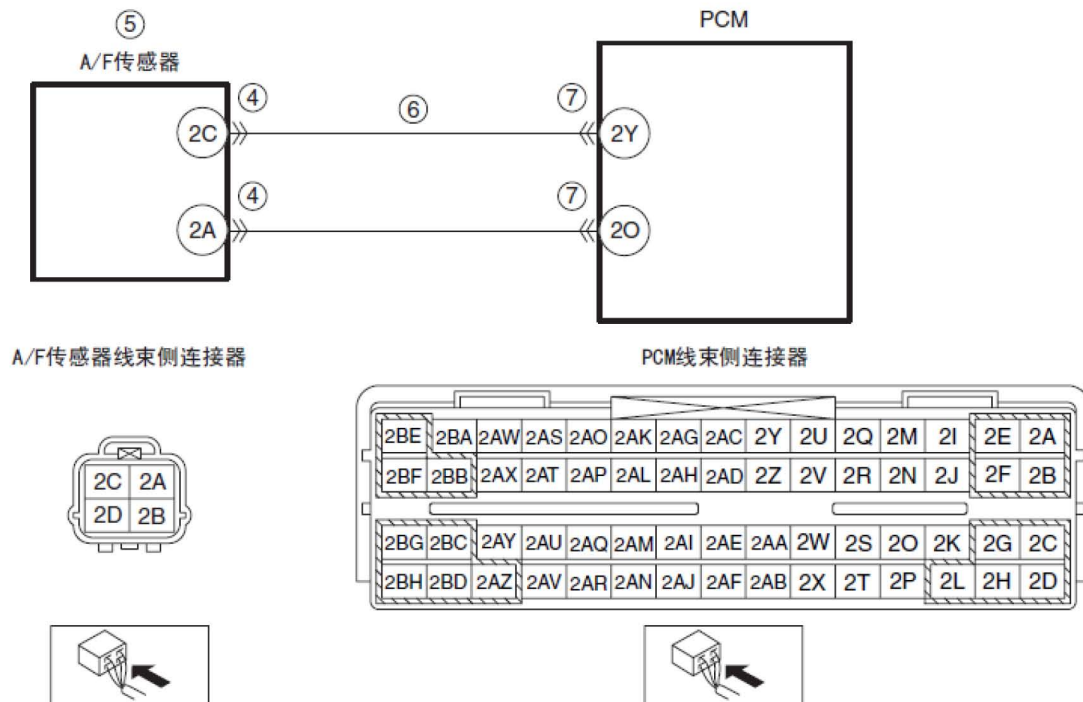 ⑤ PCM
A/F传感器
④ ⑥ ⑦
2C 2Y
④ ⑦
2A 2O
A/F传感器线束侧连接器 PCM线束侧连接器
2C 2A
2D 2B
2BE 2BA 2AW 2AS 2AO 2AK 2AG 2AC 2Y 2U 2Q 2M 2I 2E 2A
2BF 2BB 2AX 2AT 2AP 2AL 2AH 2AD 2Z 2V 2R 2N 2J 2F 2B
2BG 2BC 2AY 2AU 2AQ 2AM 2AI 2AE 2AA 2W 2S 2O 2K 2G 2C
2BH 2BD 2AZ 2AV 2AR 2AN 2AJ 2AF 2AB 2X 2T 2P 2L 2H 2D